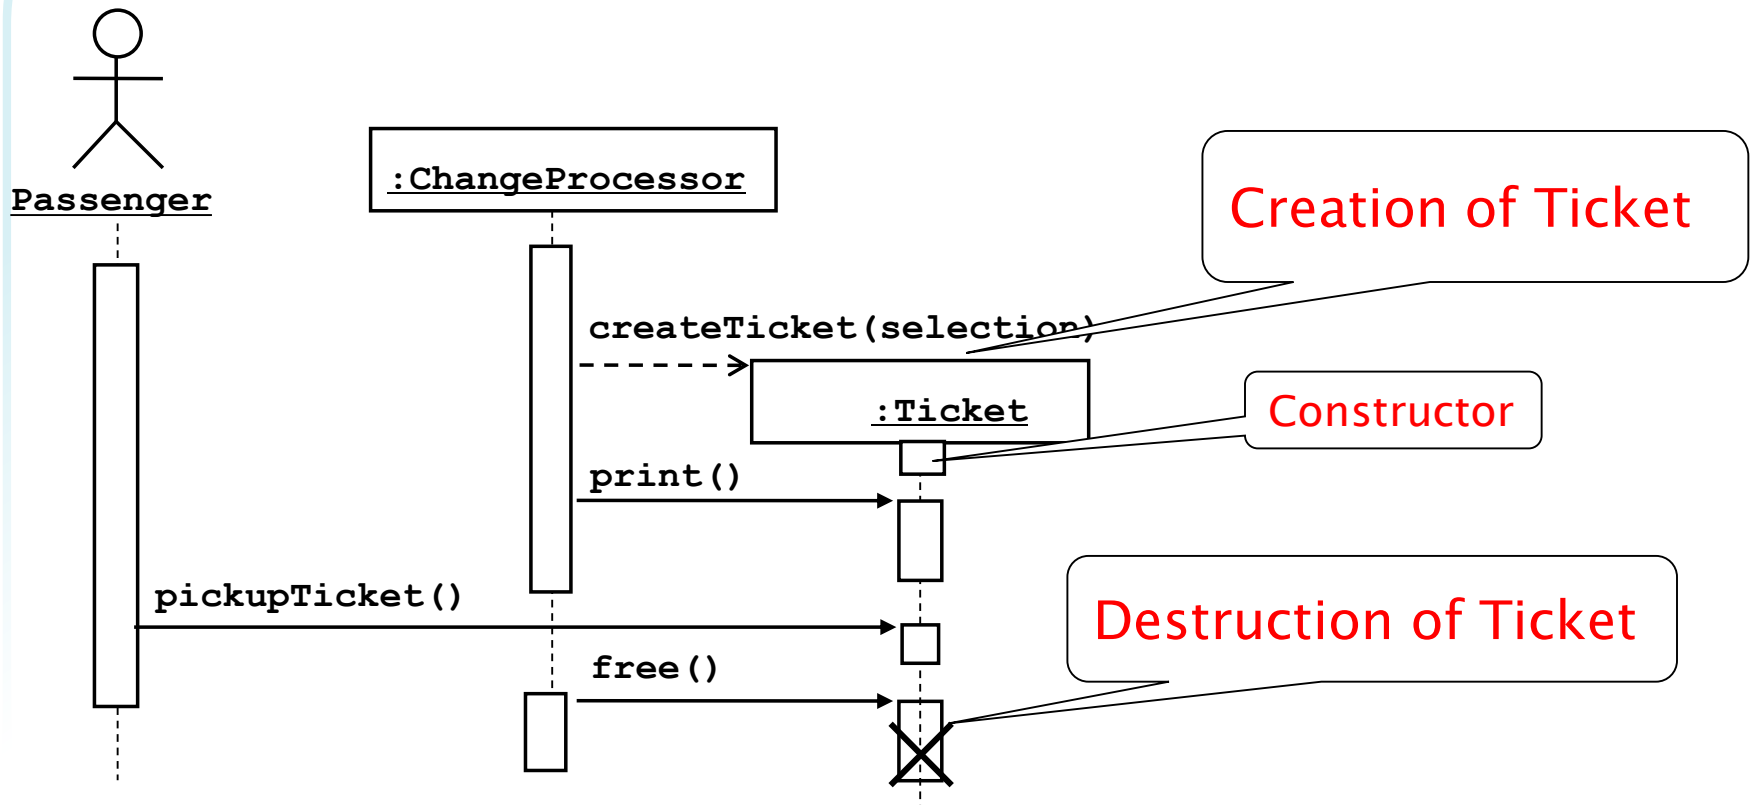 Passenger
:ChangeProcessor
Creation of Ticket
createTicket(selection)
:Ticket
Constructor
print()
pickupTicket()
Destruction of Ticket
free()